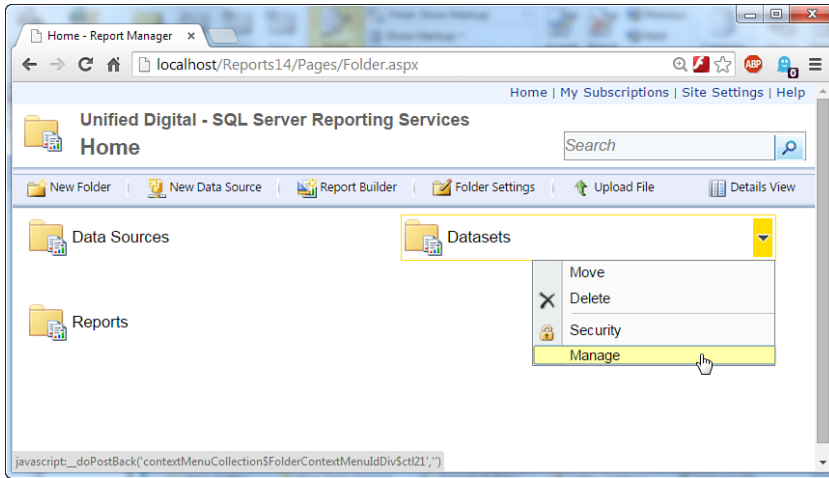 Home - Report Manager
localhost/Reports14/Pages/Folder.aspx
ABP
0
Home | My Subscriptions | Site Settings | Help
Unified Digital - SQL Server Reporting Services
Home
Search
New Folder | New Data Source | Report Builder | Folder Settings | Upload File Details View
Data Sources
Datasets
Move
Delete
Security
Manage
Reports
javascript:__doPostBack('contextMenuCollection$FolderContextMenuIdDiv$ctl21','')